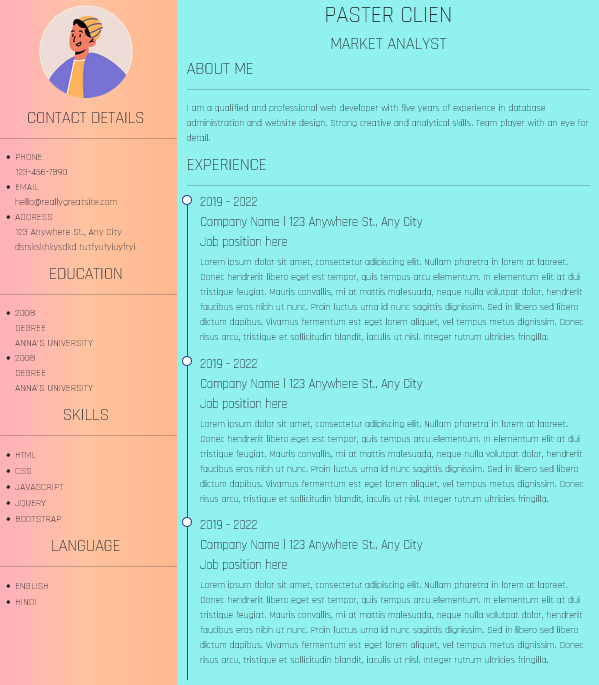 CONTACT DETAILS
PHONE
123-456-7890
EMAIL
helllo@reallygreatsite.com
ADDRESS
123 Anywhere St., Any City
dsrskskhkysdkd tutfyufyiuyfryi
EDUCATION
2008
DEGREE
ANNA'S UNIVERSITY
2008
DEGREE
ANNA'S UNIVERSITY
SKILLS
HTML
CSS
JAVASCRIPT
JQUERY
BOOTSTRAP
LANGUAGE
ENGLISH
HINDI
PASTER CLIEN
MARKET ANALYST
ABOUT ME
I am a qualified and professional web developer with five years of experience in database
administration and website design. Strong creative and analytical skills. Team player with an eye for
detail.
EXPERIENCE
2019 - 2022
Company Name | 123 Anywhere St., Any City
Job position here
Lorem ipsum dolor sit amet, consectetur adipiscing elit. Nullam pharetra in lorem at laoreet.
Donec hendrerit libero eget est tempor, quis tempus arcu elementum. In elementum elit at dui
tristique feugiat. Mauris convallis, mi at mattis malesuada, neque nulla volutpat dolor, hendrerit
faucibus eros nibh ut nunc. Proin luctus urna id nunc sagittis dignissim. Sed in libero sed libero
dictum dapibus. Vivamus fermentum est eget lorem aliquet, vel tempus metus dignissim. Donec
risus arcu, tristique et sollicitudin blandit, iaculis ut nisl. Integer rutrum ultricies fringilla.
2019 - 2022
Company Name | 123 Anywhere St., Any City
Job position here
Lorem ipsum dolor sit amet, consectetur adipiscing elit. Nullam pharetra in lorem at laoreet.
Donec hendrerit libero eget est tempor, quis tempus arcu elementum. In elementum elit at dui
tristique feugiat. Mauris convallis, mi at mattis malesuada, neque nulla volutpat dolor, hendrerit
faucibus eros nibh ut nunc. Proin luctus urna id nunc sagittis dignissim. Sed in libero sed libero
dictum dapibus. Vivamus fermentum est eget lorem aliquet, vel tempus metus dignissim. Donec
risus arcu, tristique et sollicitudin blandit, iaculis ut nisl. Integer rutrum ultricies fringilla.
2019 - 2022
Company Name | 123 Anywhere St., Any City
Job position here
Lorem ipsum dolor sit amet, consectetur adipiscing elit. Nullam pharetra in lorem at laoreet.
Donec hendrerit libero eget est tempor, quis tempus arcu elementum. In elementum elit at dui
tristique feugiat. Mauris convallis, mi at mattis malesuada, neque nulla volutpat dolor, hendrerit
faucibus eros nibh ut nunc. Proin luctus urna id nunc sagittis dignissim. Sed in libero sed libero
dictum dapibus. Vivamus fermentum est eget lorem aliquet, vel tempus metus dignissim. Donec
risus arcu, tristique et sollicitudin blandit, iaculis ut nisl. Integer rutrum ultricies fringilla.